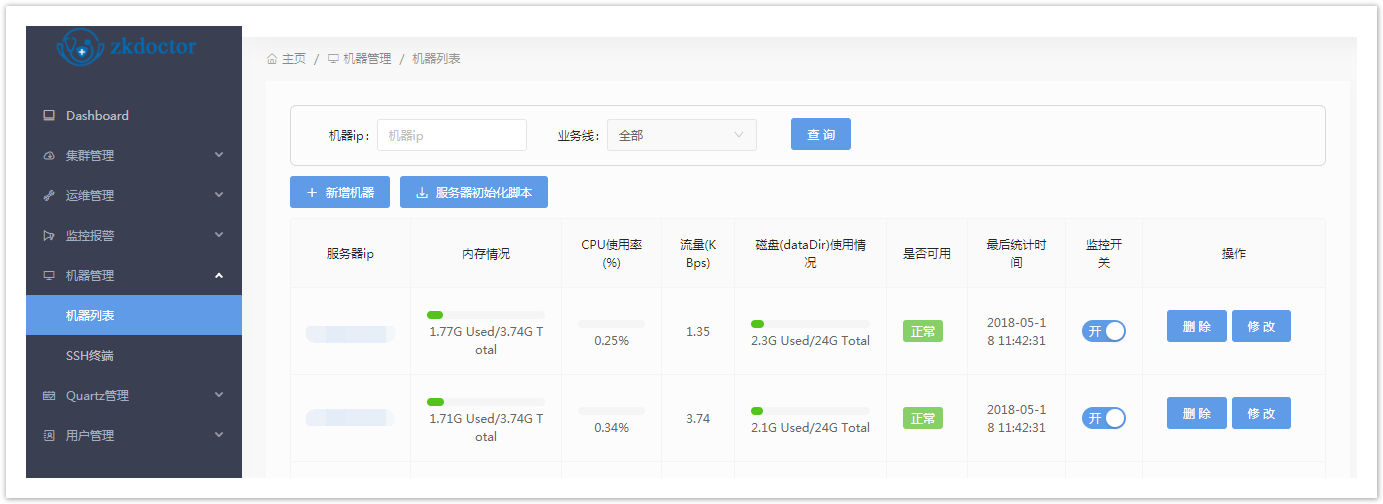 zkdoctor
主页 / 机器管理 / 机器列表
Dashboard
集群管理
运维管理
监控报警
机器管理
机器列表
SSH终端
Quartz管理
用户管理
机器ip： 机器ip 业务线： 全部 查 询
新增机器 服务器初始化脚本
服务器ip 内存情况 CPU使用率 流量(K 磁盘(dataDir)使用情 是否可用 最后统计时 监控开 操作
(%) Bps) 况 间 关
1.77G Used/3.74G T 0.25% 1.35 2.3G Used/24G Total 正常 2018-05-1 开 删 除 修 改
otal 8 11:42:31
1.71G Used/3.74G T 0.34% 3.74 2.1G Used/24G Total 正常 2018-05-1 开 删 除 修 改
otal 8 11:42:31